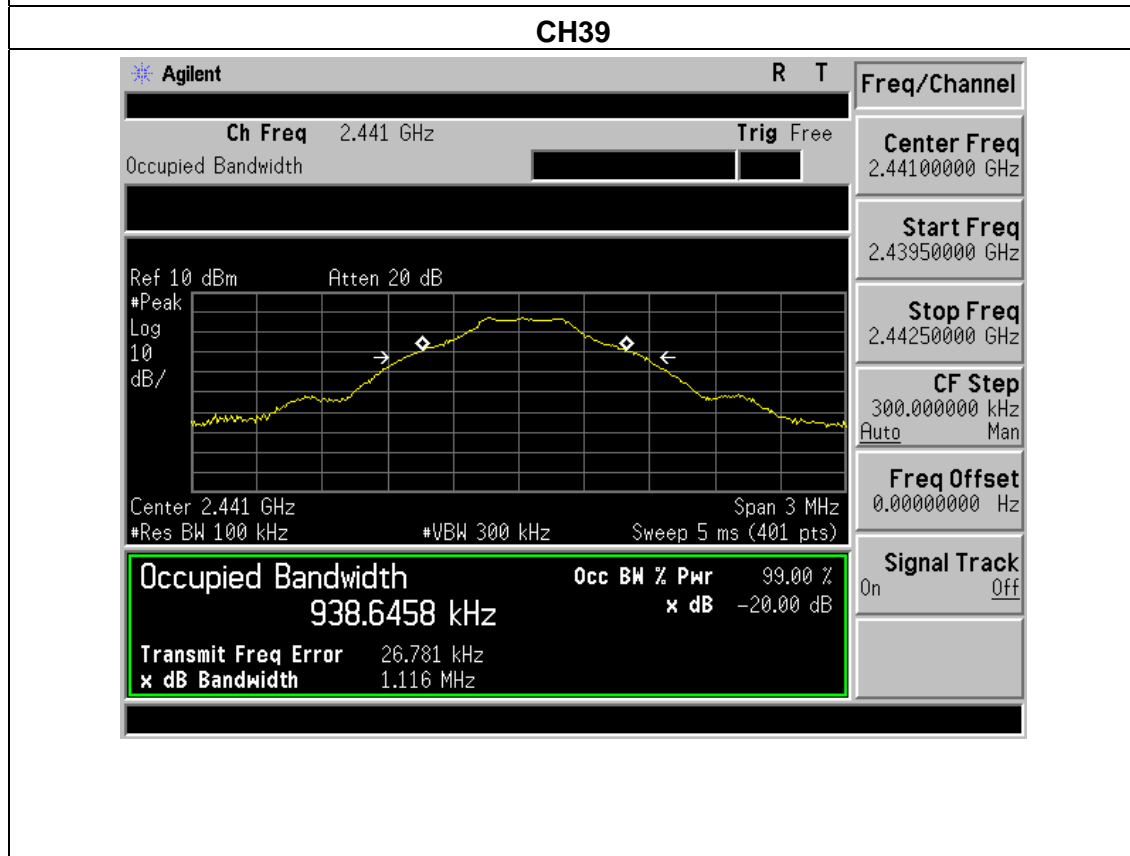 CH39
Agilent
R T
Ch Freq 2.441 GHz
Trig Free
Occupied Bandwidth
Ref 10 dBm
Atten 20 dB
#Peak
Log
10
dB/
Center 2.441 GHz
Span 3 MHz
#Res BW 100 kHz
#VBW 300 kHz
Sweep 5 ms (401 pts)
Occupied Bandwidth
938.6458 kHz
Occ BW % Pwr 99.00 %
x dB -20.00 dB
Transmit Freq Error 26.781 kHz
x dB Bandwidth 1.116 MHz
Freq/Channel
Center Freq
2.44100000 GHz
Start Freq
2.43950000 GHz
Stop Freq
2.44250000 GHz
CF Step
300.000000 kHz
Auto Man
Freq Offset
0.00000000 Hz
Signal Track
On Off